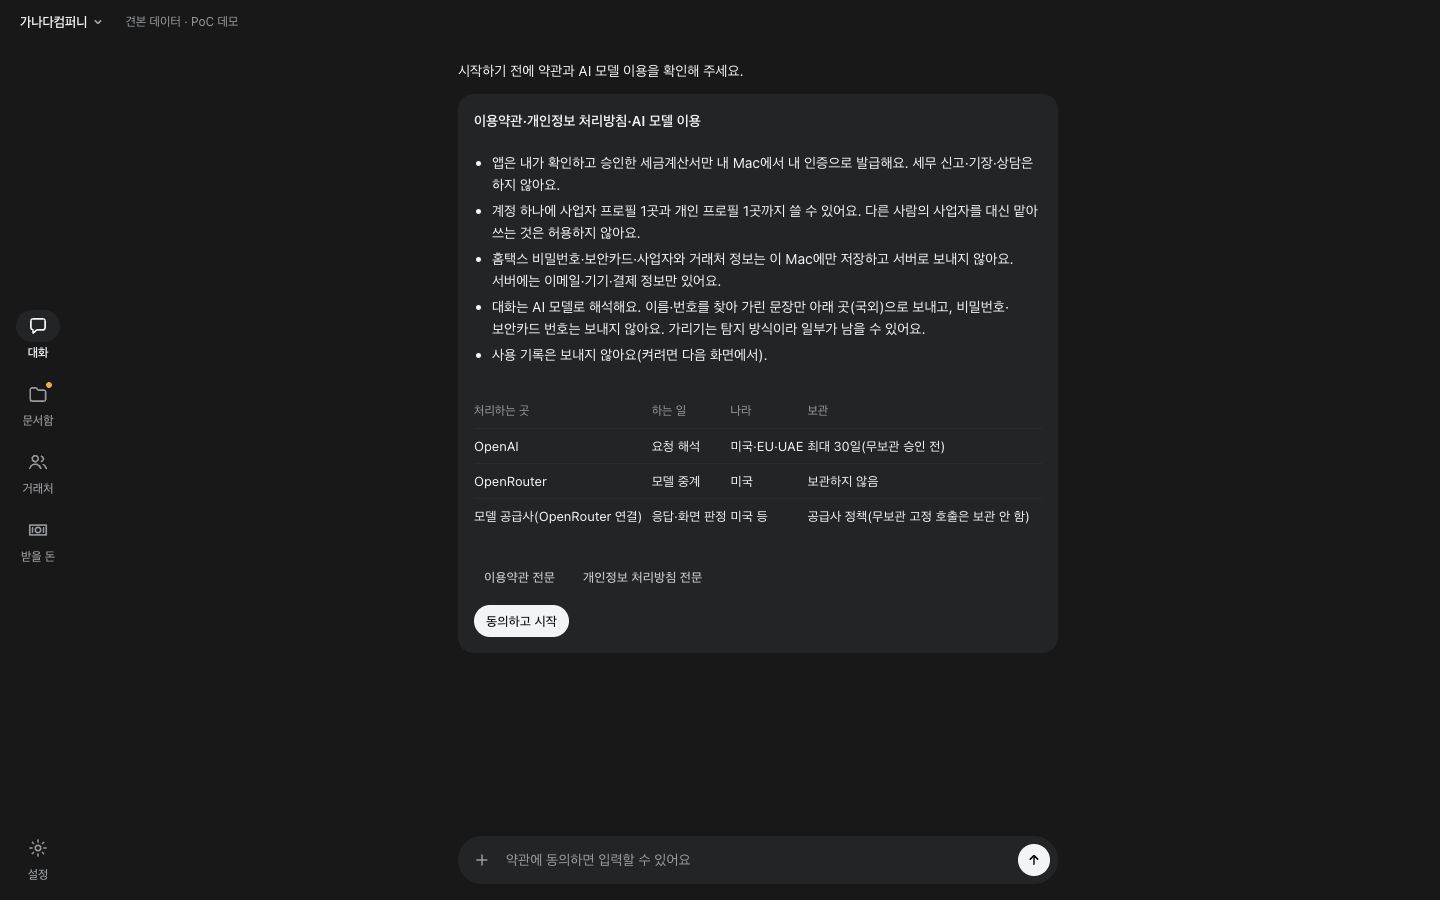 가나다컴퍼니
견본 데이터 · PoC 데모
시작하기 전에 약관과 AI 모델 이용을 확인해 주세요.
이용약관·개인정보 처리방침·AI 모델 이용
• 앱은 내가 확인하고 승인한 세금계산서만 내 Mac에서 내 인증으로 발급해요. 세무 신고·기장·상담은
하지 않아요.
• 계정 하나에 사업자 프로필 1곳과 개인 프로필 1곳까지 쓸 수 있어요. 다른 사람의 사업자를 대신 맡아
쓰는 것은 허용하지 않아요.
• 홈택스 비밀번호·보안카드·사업자와 거래처 정보는 이 Mac에만 저장하고 서버로 보내지 않아요.
서버에는 이메일·기기·결제 정보만 있어요.
• 대화는 AI 모델로 해석해요. 이름·번호를 찾아 가린 문장만 아래 곳(국외)으로 보내고, 비밀번호·
보안카드 번호는 보내지 않아요. 가리기는 탐지 방식이라 일부가 남을 수 있어요.
• 사용 기록은 보내지 않아요(켜려면 다음 화면에서).
처리하는 곳 하는 일 나라 보관
OpenAI 요청 해석 미국·EU·UAE 최대 30일(무보관 승인 전)
OpenRouter 모델 중계 미국 보관하지 않음
모델 공급사(OpenRouter 연결) 응답·화면 판정 미국 등 공급사 정책(무보관 고정 호출은 보관 안 함)
이용약관 전문 개인정보 처리방침 전문
동의하고 시작
대화
문서함
거래처
받을 돈
설정
약관에 동의하면 입력할 수 있어요